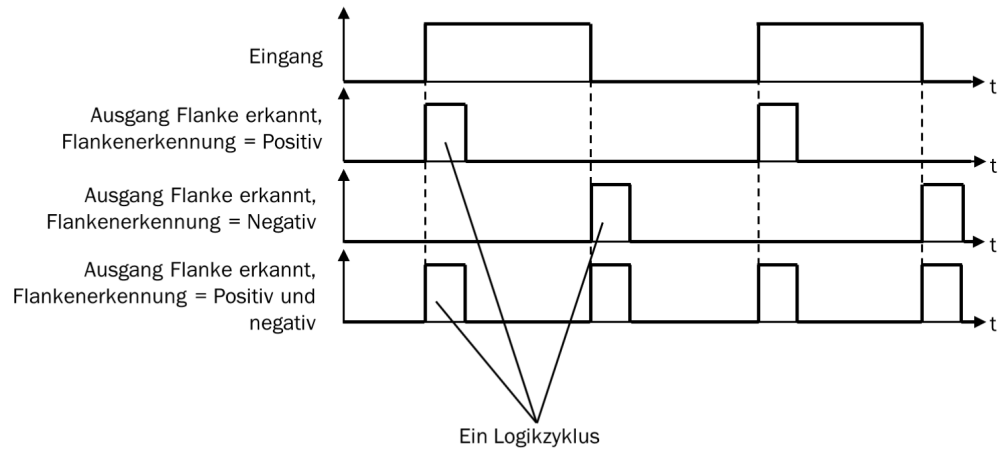 Eingang
t
Ausgang Flanke erkannt,
Flankenerkennung = Positiv
t
Ausgang Flanke erkannt,
Flankenerkennung = Negativ
t
Ausgang Flanke erkannt,
Flankenerkennung = Positiv und
negativ
t
Ein Logikzyklus